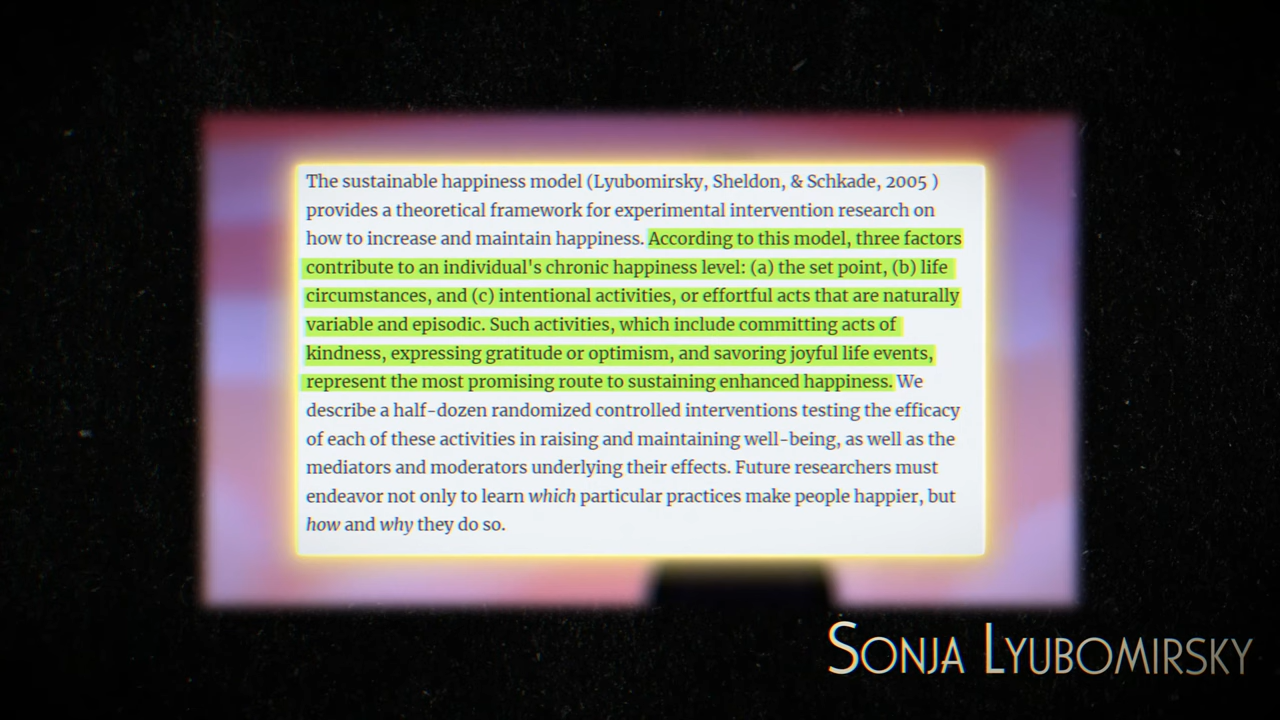 The sustainable happiness model (Lyubomirsky, Sheldon, & Schkade, 2005 )
provides a theoretical framework for experimental intervention research on
how to increase and maintain happiness. According to this model, three factors
contribute to an individual's chronic happiness level: (a) the set point, (b) life
circumstances, and (c) intentional activities, or effortful acts that are naturally
variable and episodic. Such activities, which include committing acts of
kindness, expressing gratitude or optimism, and savoring joyful life events,
represent the most promising route to sustaining enhanced happiness. We
describe a half-dozen randomized controlled interventions testing the efficacy
of each of these activities in raising and maintaining well-being, as well as the
mediators and moderators underlying their effects. Future researchers must
endeavor not only to learn which particular practices make people happier, but
how and why they do so.
SONJA LYUBOMIRSKY